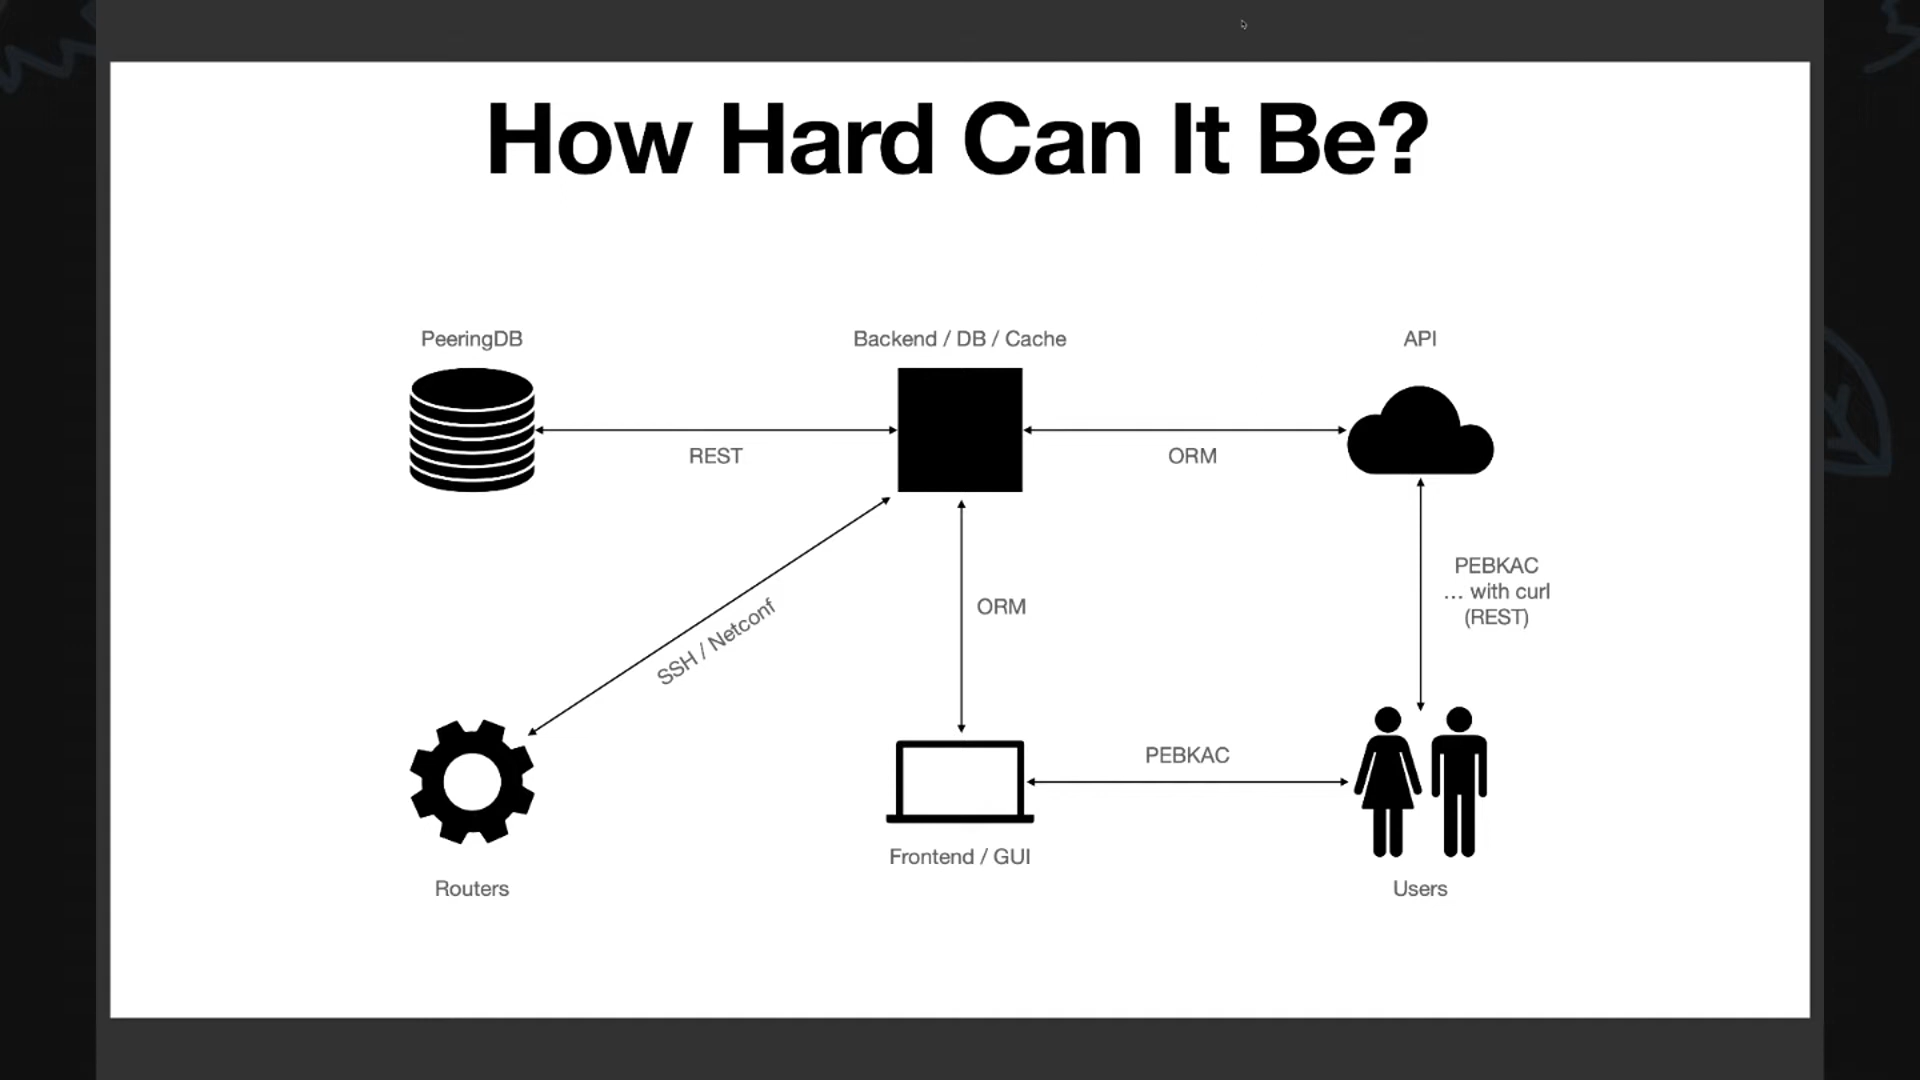 How Hard Can It Be?
PeeringDB
Backend / DB / Cache
API
REST
ORM
SSH / Netconf
ORM
PEBKAC
... with curl
(REST)
PEBKAC
Routers
Frontend / GUI
Users